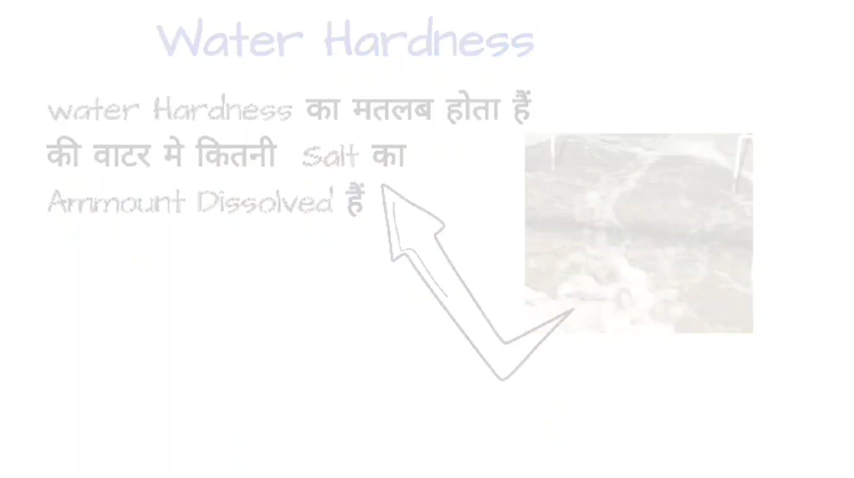 Water Hardness
water Hardness का मतलब होता हैं
की वाटर मे कितनी Salt का
Ammount Dissolved हैं